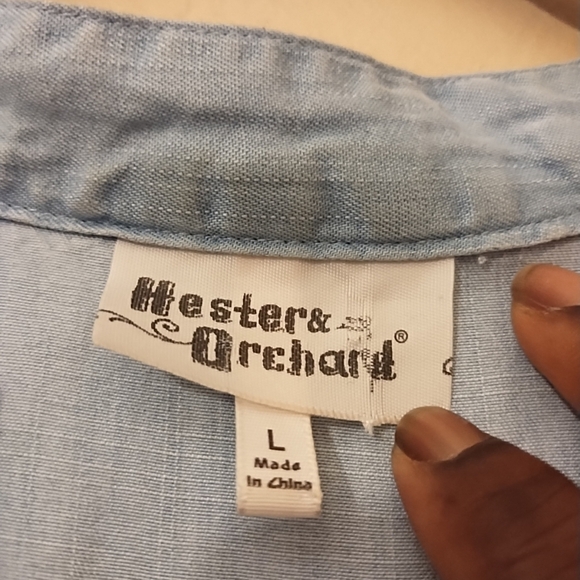 Hester &
Orchard®
L
Made
In China